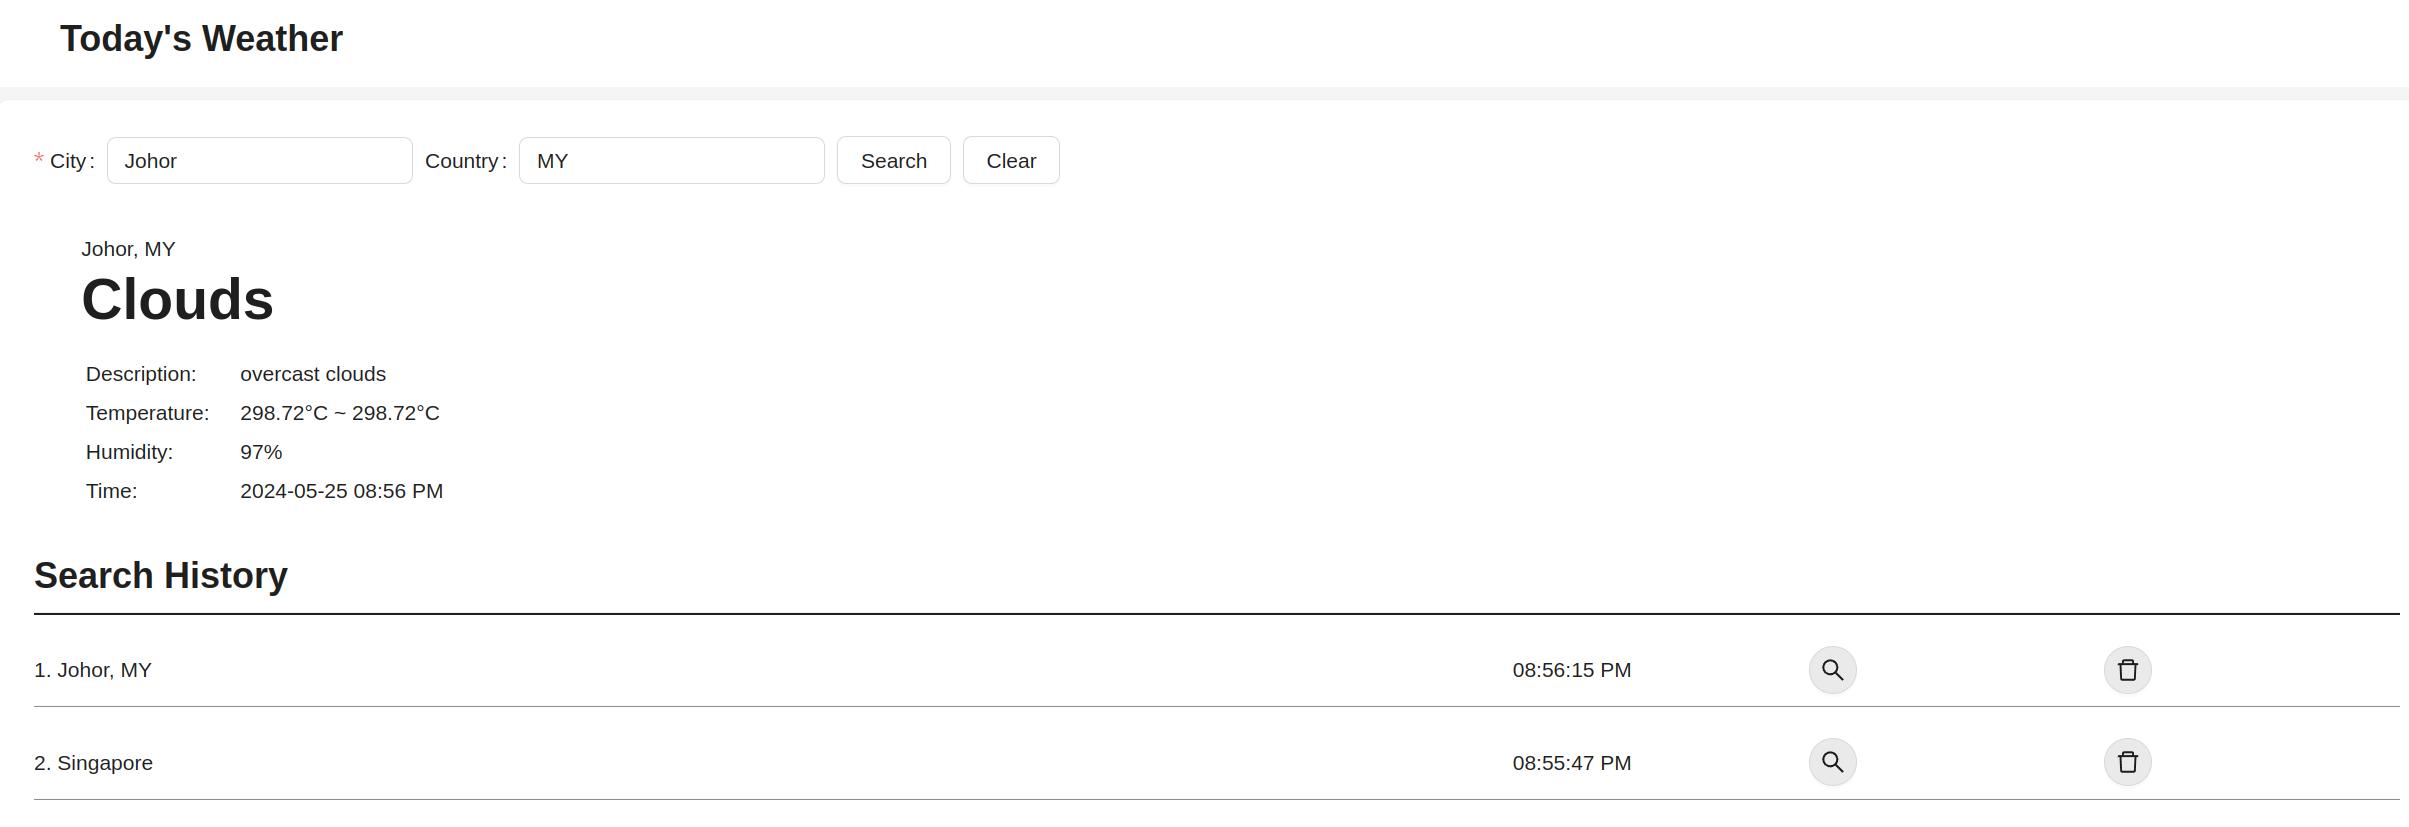 Today's Weather
* City: Johor Country: MY Search Clear
Johor, MY
Clouds
Description: overcast clouds
Temperature: 298.72°C ~ 298.72°C
Humidity: 97%
Time: 2024-05-25 08:56 PM
Search History
1. Johor, MY 08:56:15 PM
2. Singapore 08:55:47 PM